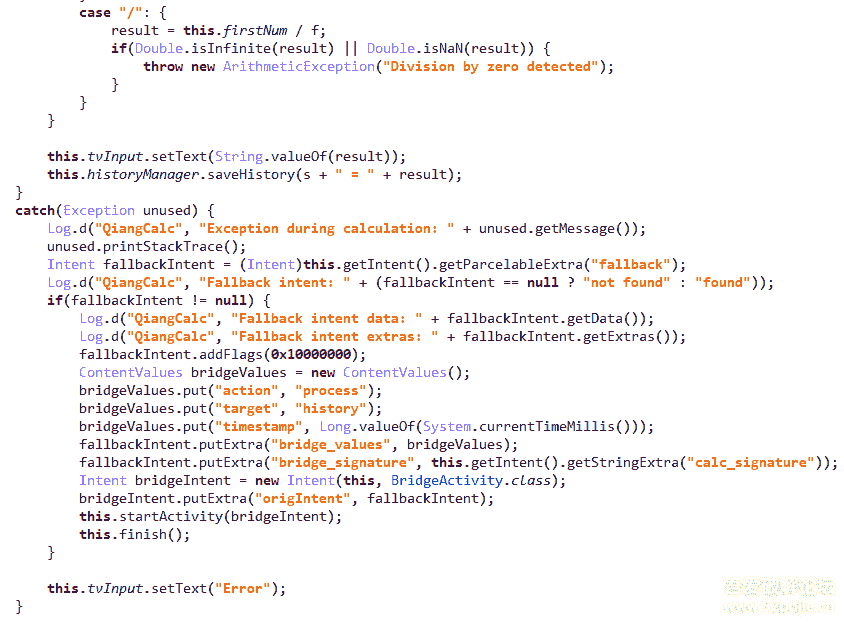 case "/": {
result = this.firstNum / f;
if(Double.isInfinite(result) || Double.isNaN(result)) {
throw new ArithmeticException("Division by zero detected");
}
}
}
this.tvInput.setText(String.valueOf(result));
this.historyManager.saveHistory(s + " = " + result);
}
catch(Exception unused) {
Log.d("QiangCalc", "Exception during calculation: " + unused.getMessage());
unused.printStackTrace();
Intent fallbackIntent = (Intent)this.getIntent().getParcelableExtra("fallback");
Log.d("QiangCalc", "Fallback intent: " + (fallbackIntent == null ? "not found" : "found"));
if(fallbackIntent != null) {
Log.d("QiangCalc", "Fallback intent data: " + fallbackIntent.getData());
Log.d("QiangCalc", "Fallback intent extras: " + fallbackIntent.getExtras());
fallbackIntent.addFlags(0x10000000);
ContentValues bridgeValues = new ContentValues();
bridgeValues.put("action", "process");
bridgeValues.put("target", "history");
bridgeValues.put("timestamp", Long.valueOf(System.currentTimeMillis()));
fallbackIntent.putExtra("bridge_values", bridgeValues);
fallbackIntent.putExtra("bridge_signature", this.getIntent().getStringExtra("calc_signature"));
Intent bridgeIntent = new Intent(this, BridgeActivity.class);
bridgeIntent.putExtra("origIntent", fallbackIntent);
this.startActivity(bridgeIntent);
this.finish();
}
this.tvInput.setText("Error");
}